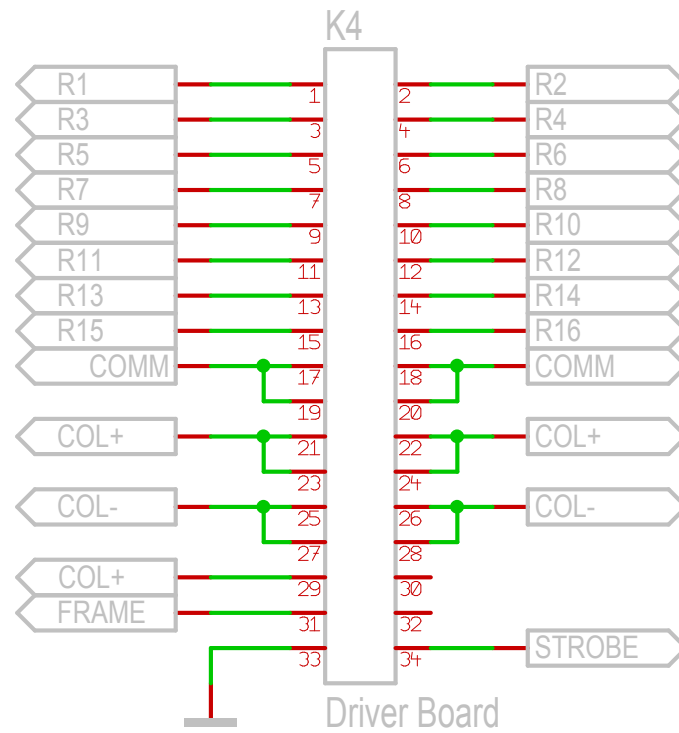 K4
R1 1 2 R2
R3 3 4 R4
R5 5 6 R6
R7 7 8 R8
R9 9 10 R10
R11 11 12 R12
R13 13 14 R14
R15 15 16 R16
COMM 17 18 COMM
19 20
COL+ 21 22 COL+
23 24
COL- 25 26 COL-
27 28
COL+ 29 30
FRAME 31 32
33 34 STROBE
Driver Board